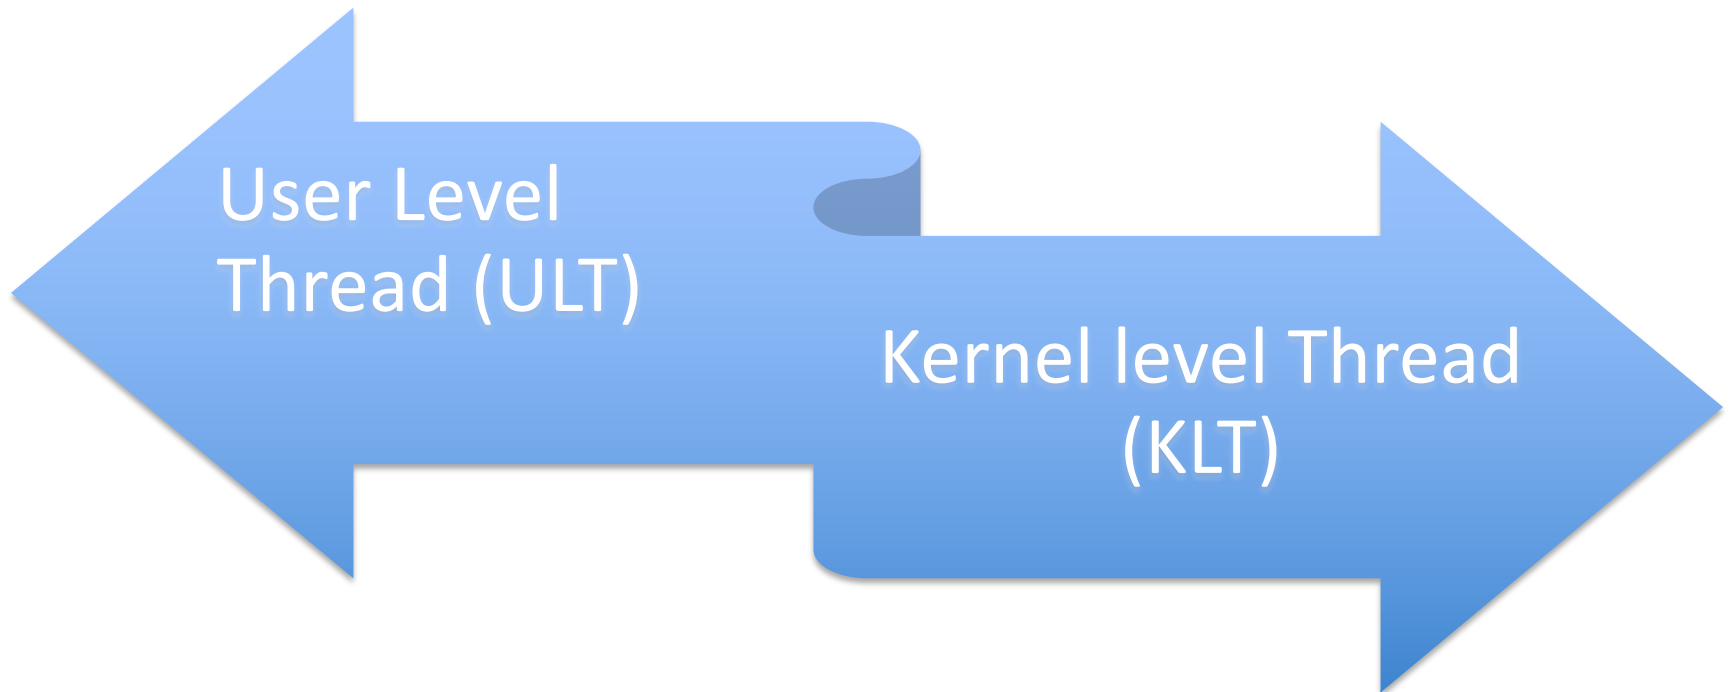 User Level
Thread (ULT)
Kernel level Thread
(KLT)